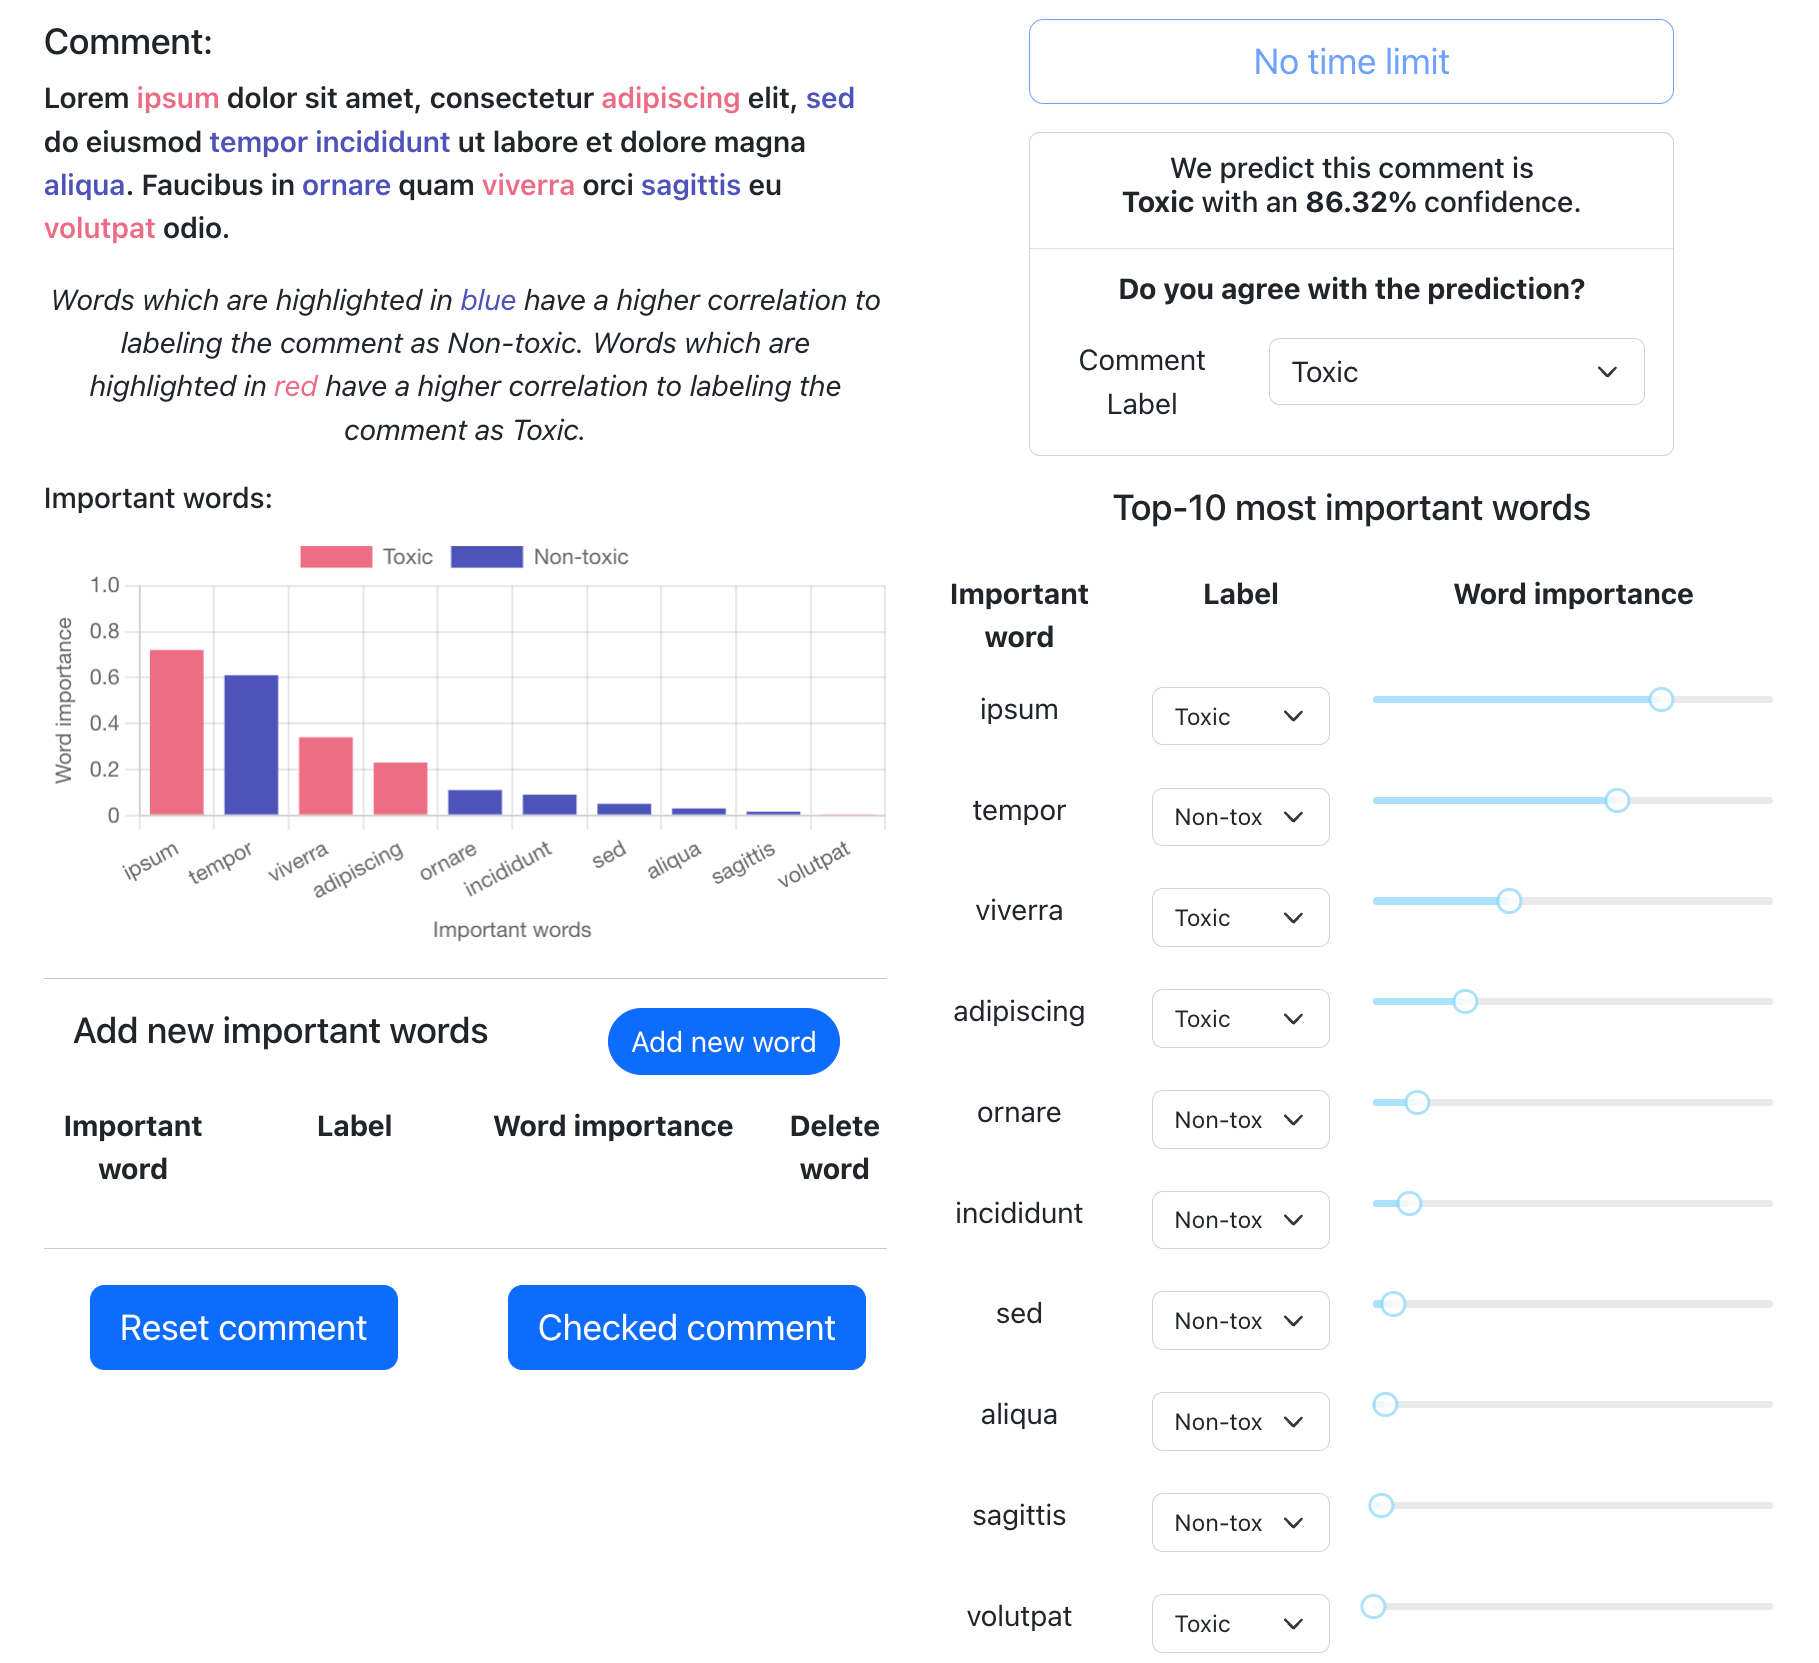 Comment:
Lorem ipsum dolor sit amet, consectetur adipiscing elit, sed
do eiusmod tempor incididunt ut labore et dolore magna
aliqua. Faucibus in ornare quam viverra orci sagittis eu
volutpat odio.
Words which are highlighted in blue have a higher correlation to
labeling the comment as Non-toxic. Words which are
highlighted in red have a higher correlation to labeling the
comment as Toxic.
Important words:
Toxic Non-toxic
Word importance
1.0
0.8
0.6
0.4
0.2
0
ipsum tempor viverra adipiscing ornare incididunt sed aliqua sagittis volutpat
Important words
Add new important words
Add new word
Important Label Word importance Delete
word word
Reset comment Checked comment
No time limit
We predict this comment is
Toxic with an 86.32% confidence.
Do you agree with the prediction?
Comment
Label
Toxic
Top-10 most important words
Important Label Word importance
word
ipsum Toxic
tempor Non-tox
viverra Toxic
adipiscing Toxic
ornare Non-tox
incididunt Non-tox
sed Non-tox
aliqua Non-tox
sagittis Non-tox
volutpat Toxic